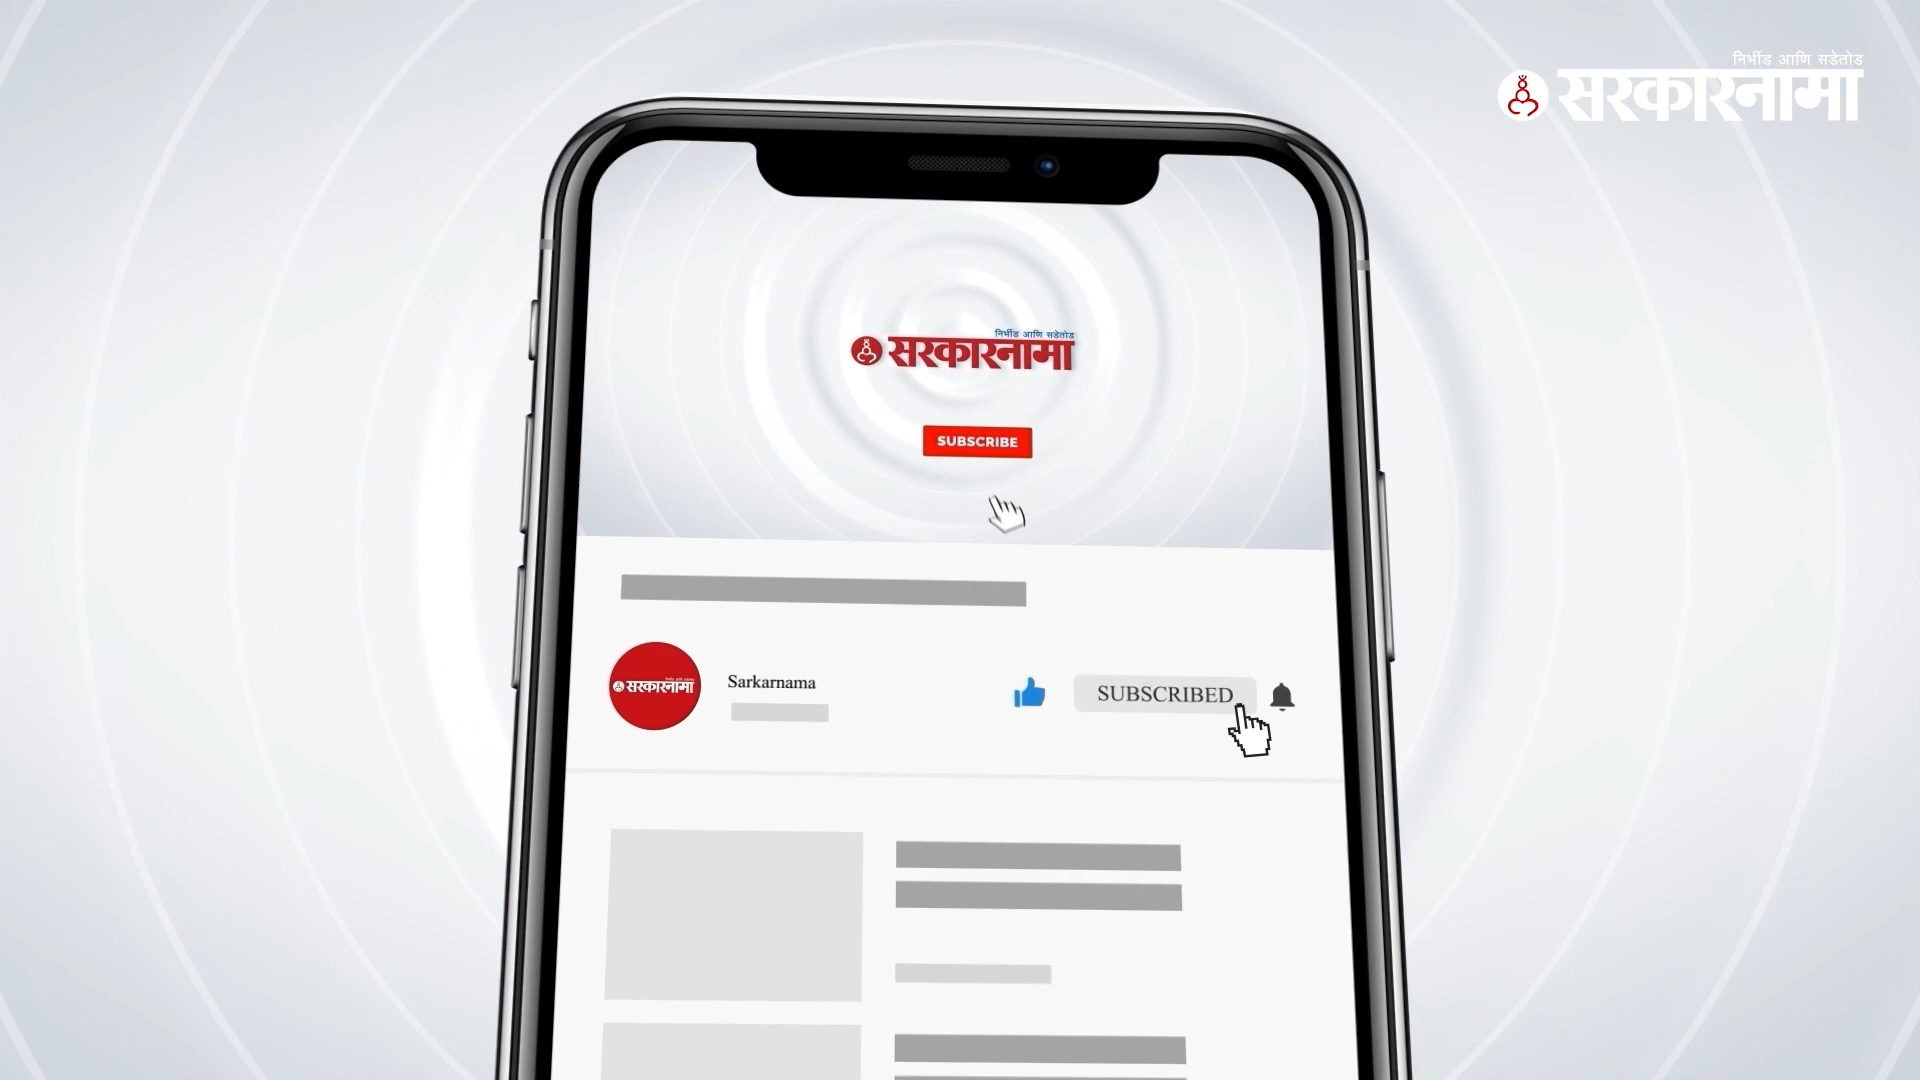 निर्भीड आणि सडेतोड
सरकारनामा
निर्भीड आणि सडेतोड
सरकारनामा
SUBSCRIBE
सरकारनामा
Sarkarnama
SUBSCRIBED